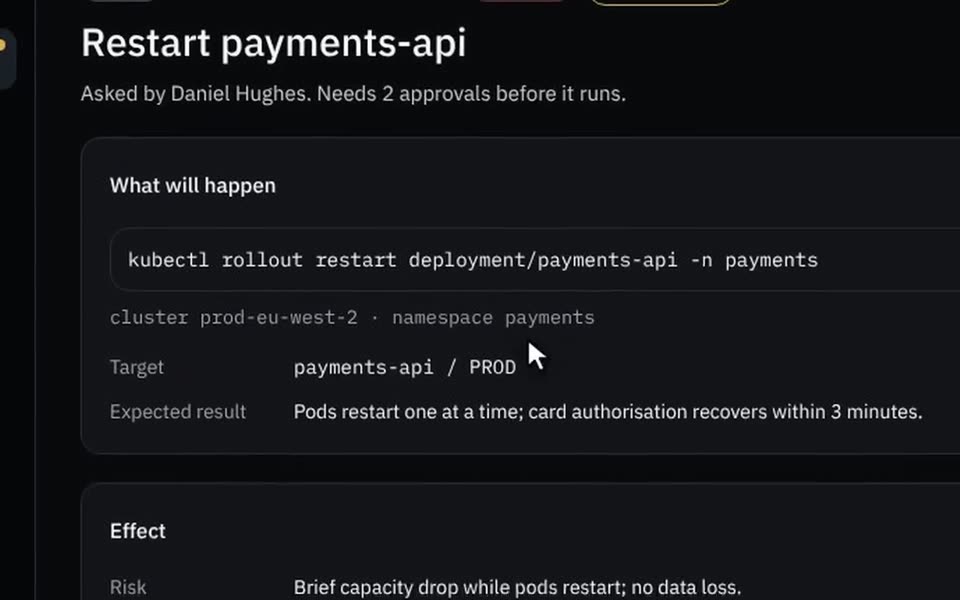 Restart payments-api
Asked by Daniel Hughes. Needs 2 approvals before it runs.
What will happen
kubectl rollout restart deployment/payments-api -n payments
cluster prod-eu-west-2 · namespace payments
Target payments-api / PROD
Expected result Pods restart one at a time; card authorisation recovers within 3 minutes.
Effect
Risk Brief capacity drop while pods restart; no data loss.